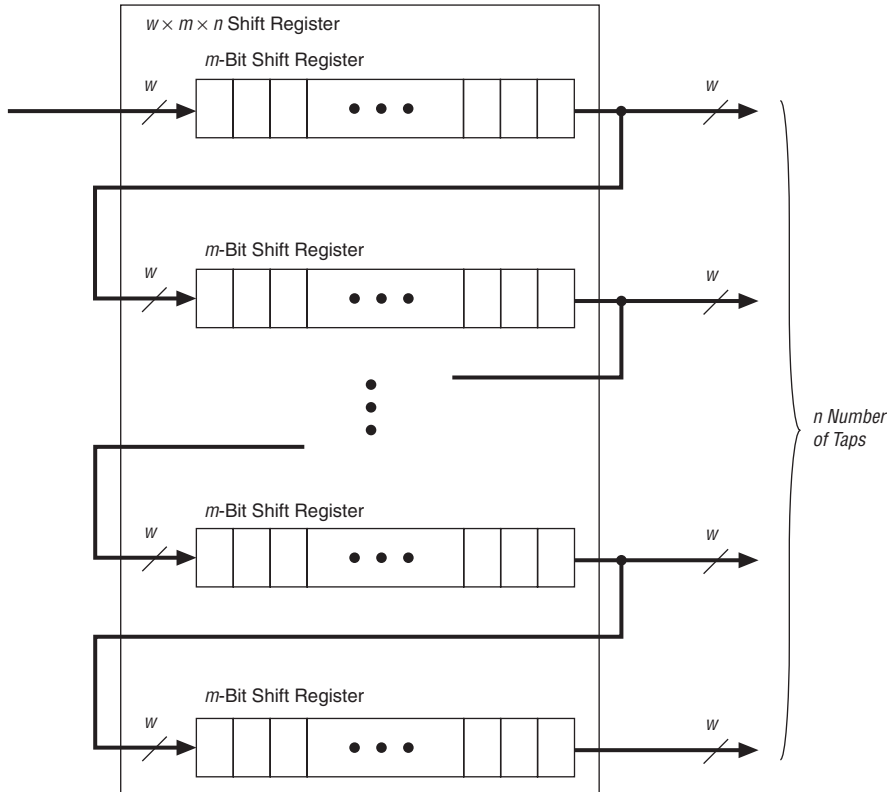 w × m × n Shift Register
m-Bit Shift Register
w
w
m-Bit Shift Register
w
w
n Number
of Taps
m-Bit Shift Register
w
w
m-Bit Shift Register
w
w